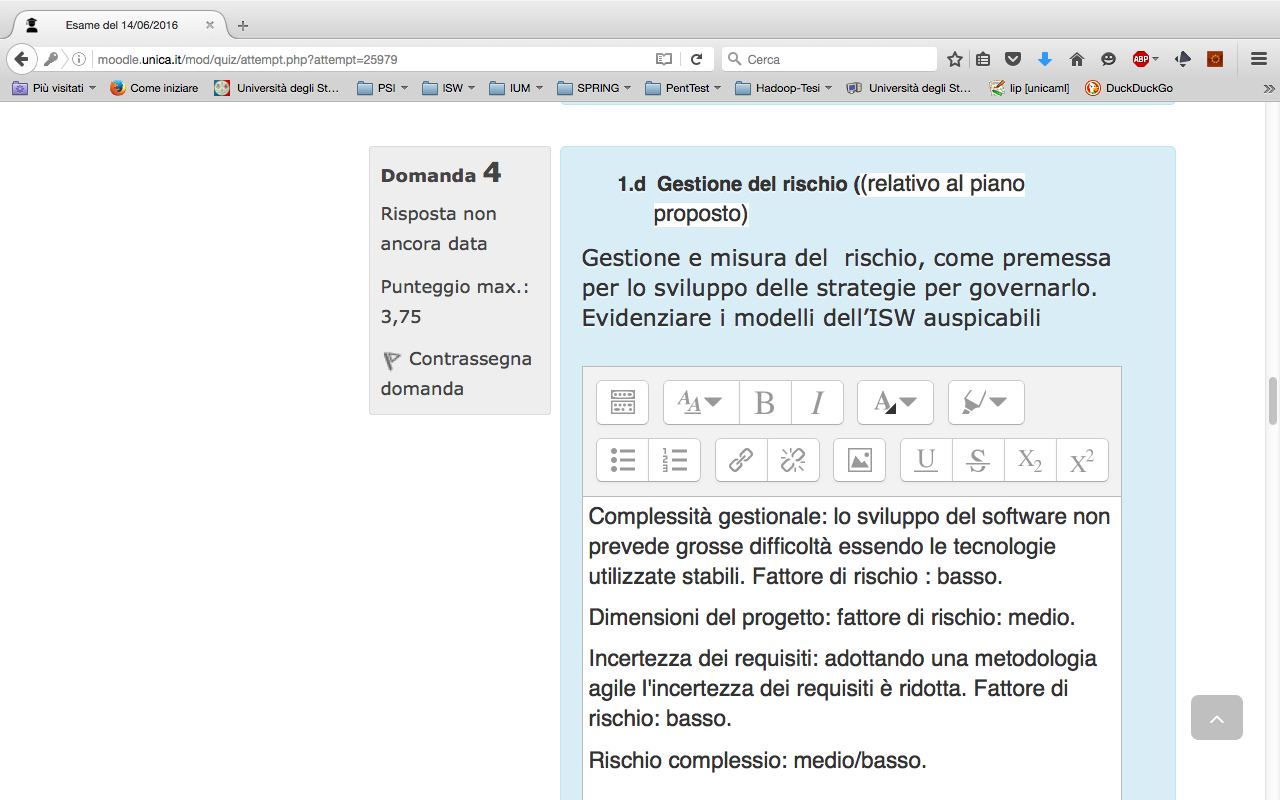 Esame del 14/06/2016
moodle.unica.it/mod/quiz/attempt.php?attempt=25979
Cerca
ABP
Più visitati
Come iniziare
Università degli St...
PSI
ISW
IUM
SPRING
PentTest
Hadoop-Tesi
Università degli St...
lip [unicaml]
DuckDuckGo
Domanda 4
Risposta non
ancora data
Punteggio max.:
3,75
Contrassegna
domanda
1.d Gestione del rischio ((relativo al piano
proposto)
Gestione e misura del rischio, come premessa
per lo sviluppo delle strategie per governarlo.
Evidenziare i modelli dell’ISW auspicabili
Complessità gestionale: lo sviluppo del software non
prevede grosse difficoltà essendo le tecnologie
utilizzate stabili. Fattore di rischio : basso.
Dimensioni del progetto: fattore di rischio: medio.
Incertezza dei requisiti: adottando una metodologia
agile l'incertezza dei requisiti è ridotta. Fattore di
rischio: basso.
Rischio complessio: medio/basso.